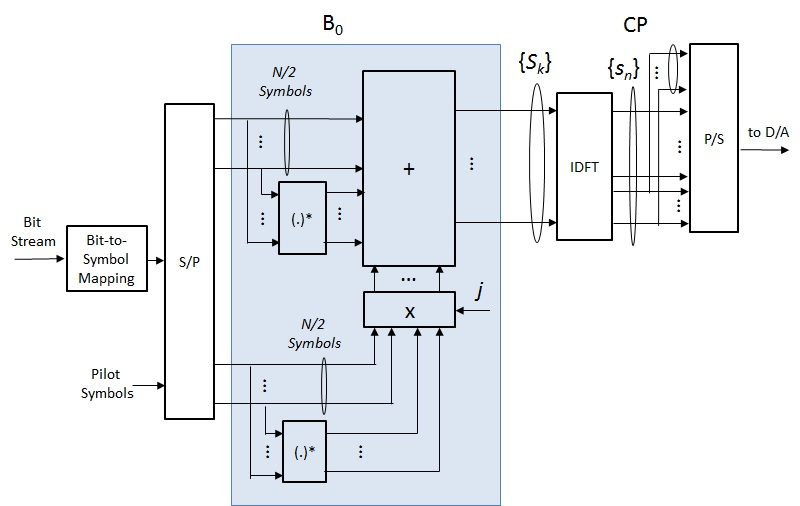 B0
CP
N/2
Symbols
{Sk}
{sn}
...
(.)*
+
IDFT
P/S
to D/A
Bit
Stream
Bit-to-
Symbol
Mapping
S/P
...
x
j
N/2
Symbols
Pilot
Symbols
(.)*